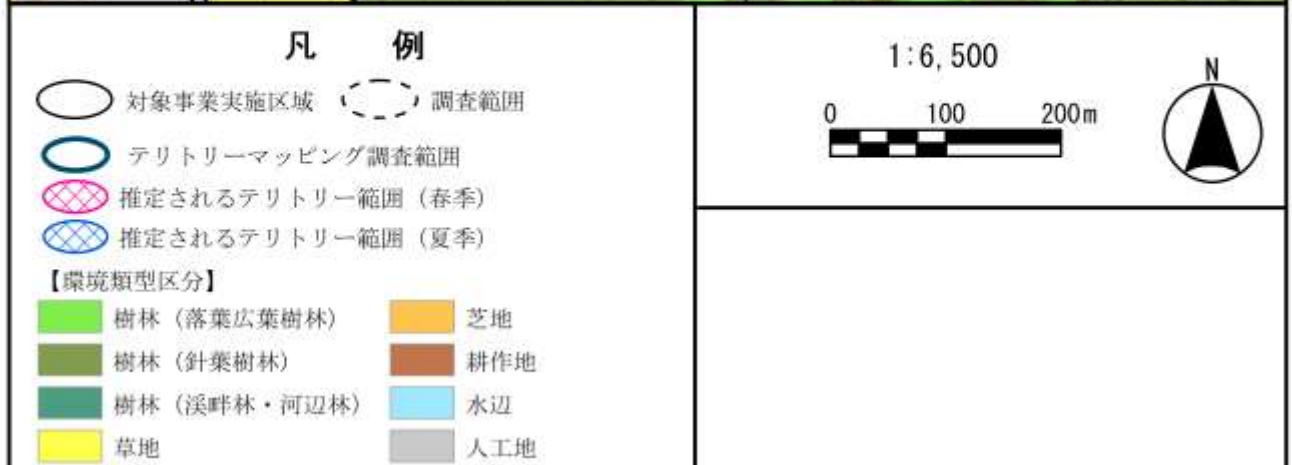 凡 例
対象事業実施区域 調査範囲
テリトリーマッピング調査範囲
推定されるテリトリー範囲（春季）
推定されるテリトリー範囲（夏季）
【環境類型区分】
樹林（落葉広葉樹林） 芝地
樹林（針葉樹林） 耕作地
樹林（渓畔林・河辺林） 水辺
草地 人工地
1:6,500
N
0 100 200m